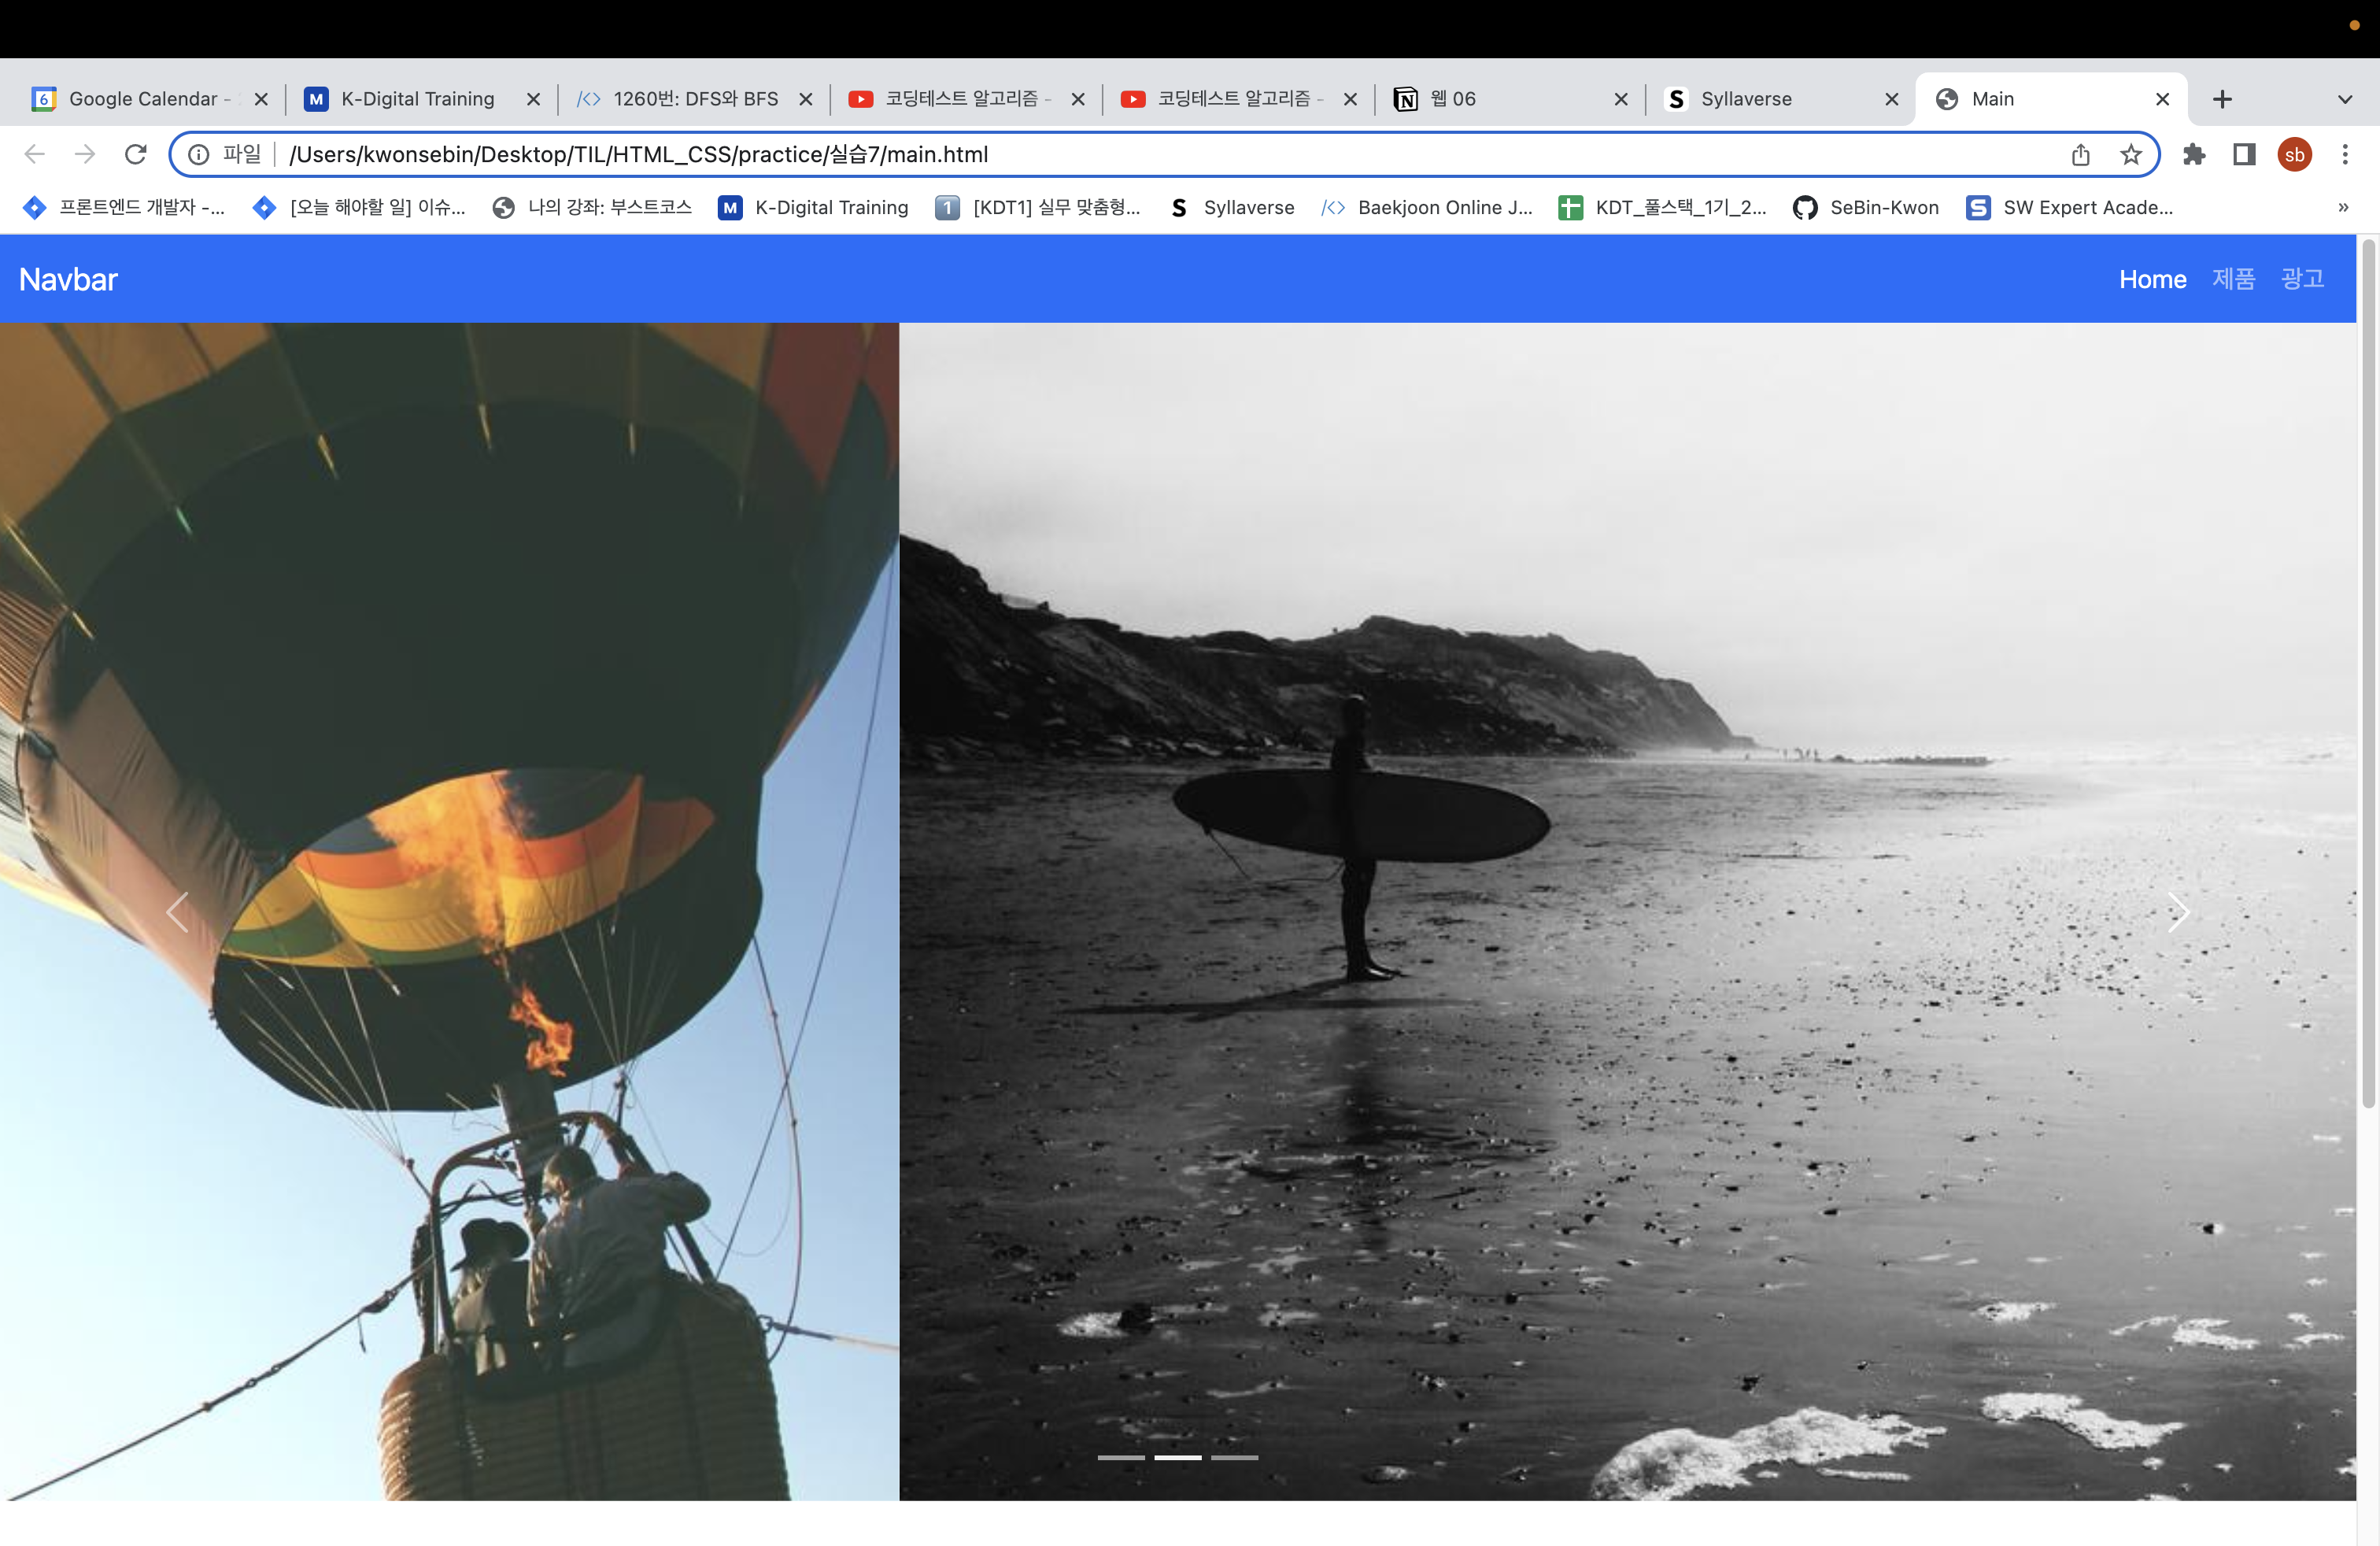 6 Google Calendar - M K-Digital Training 1260번: DFS와 BFS 코딩테스트 알고리즘 - 코딩테스트 알고리즘 - 웹 06 S Syllaverse Main
파일 /Users/kwonsebin/Desktop/TIL/HTML_CSS/practice/실습7/main.html sb
프론트엔드 개발자 -... [오늘 해야할 일] 이슈... 나의 강좌: 부스트코스 M K-Digital Training 1 [KDT1] 실무 맞춤형... S Syllaverse Baekjoon Online J... KDT_풀스택_1기_2... SeBin-Kwon S SW Expert Acade... »
Navbar Home 제품 광고